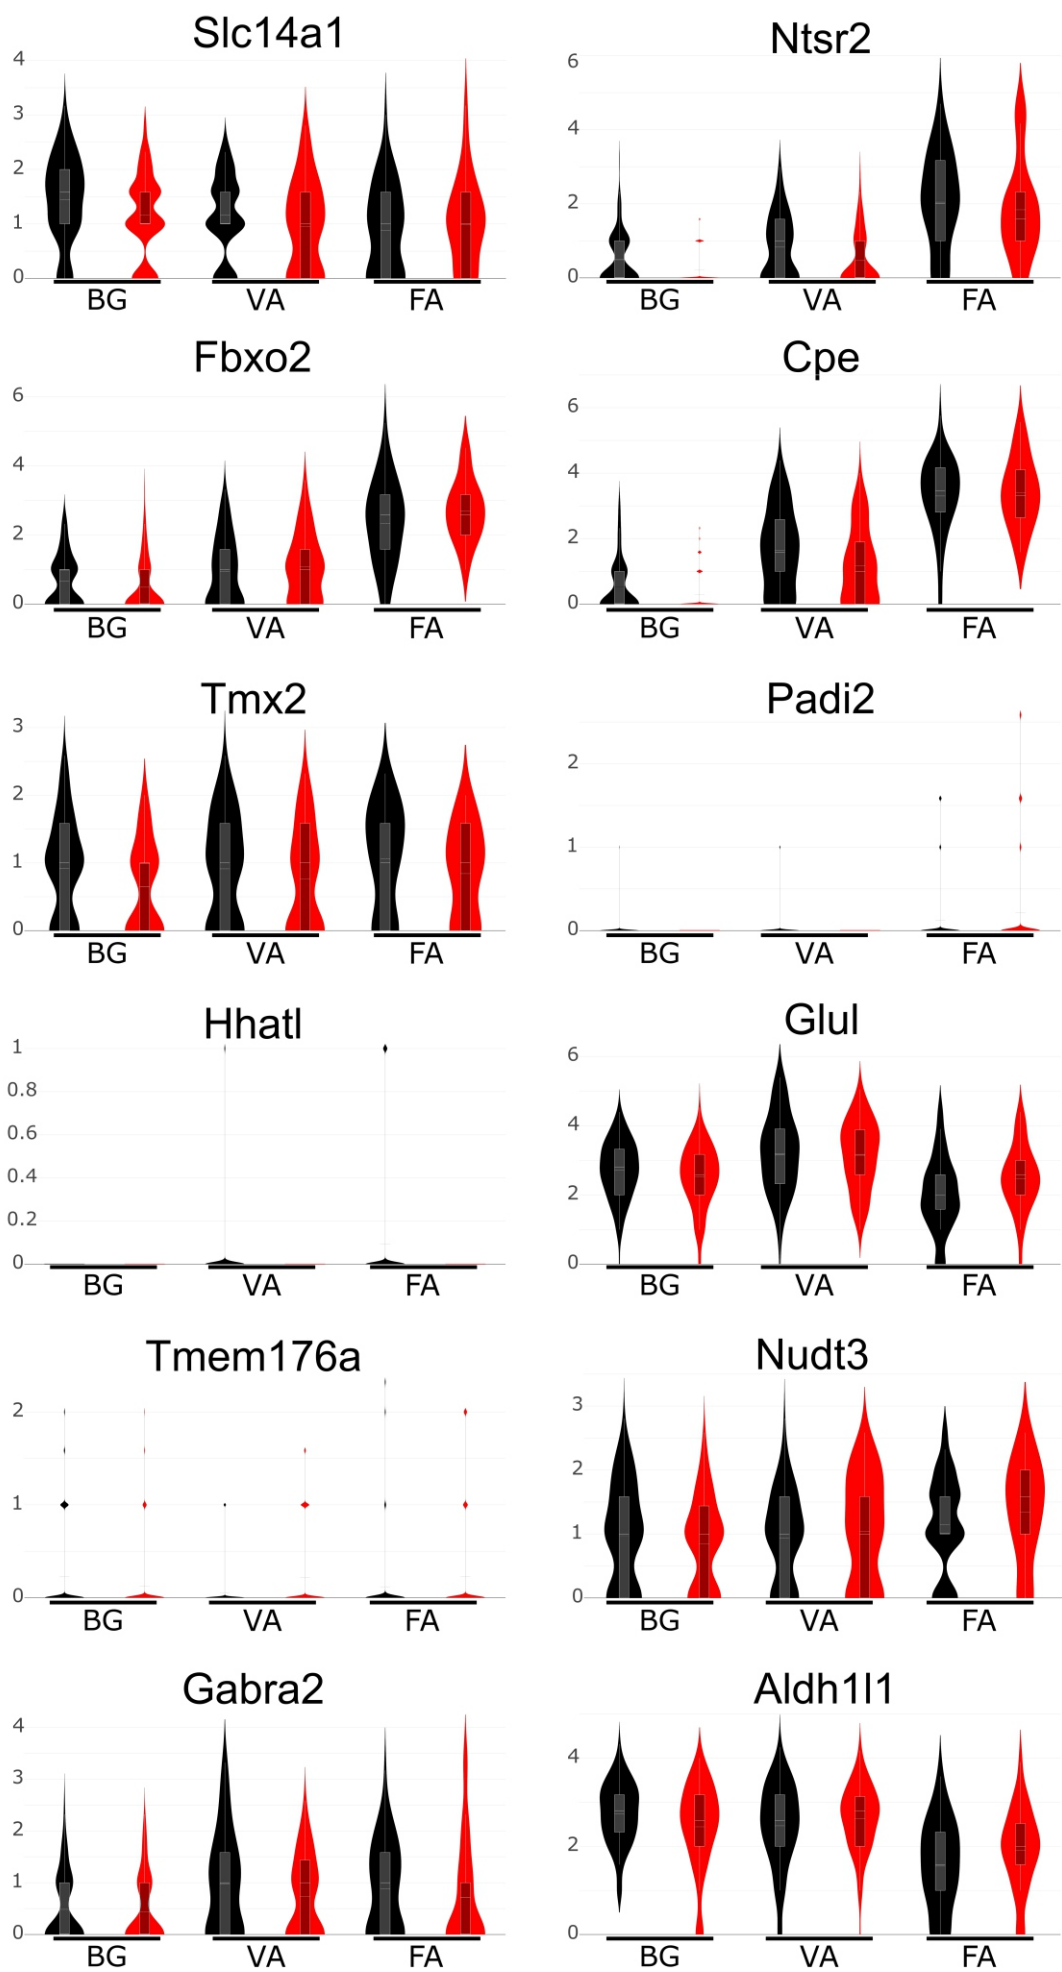 Slc14a1
4
3
2
1
0
BG VA FA
Ntsr2
6
4
2
0
BG VA FA
Fbxo2
6
4
2
0
BG VA FA
Cpe
6
4
2
0
BG VA FA
Tmx2
3
2
1
0
BG VA FA
Padi2
2
1
0
BG VA FA
Hhatl
1
0.8
0.6
0.4
0.2
0
BG VA FA
Glul
6
4
2
0
BG VA FA
Tmem176a
2
1
0
BG VA FA
Nudt3
3
2
1
0
BG VA FA
Gabra2
4
3
2
1
0
BG VA FA
Aldh1l1
4
2
0
BG VA FA